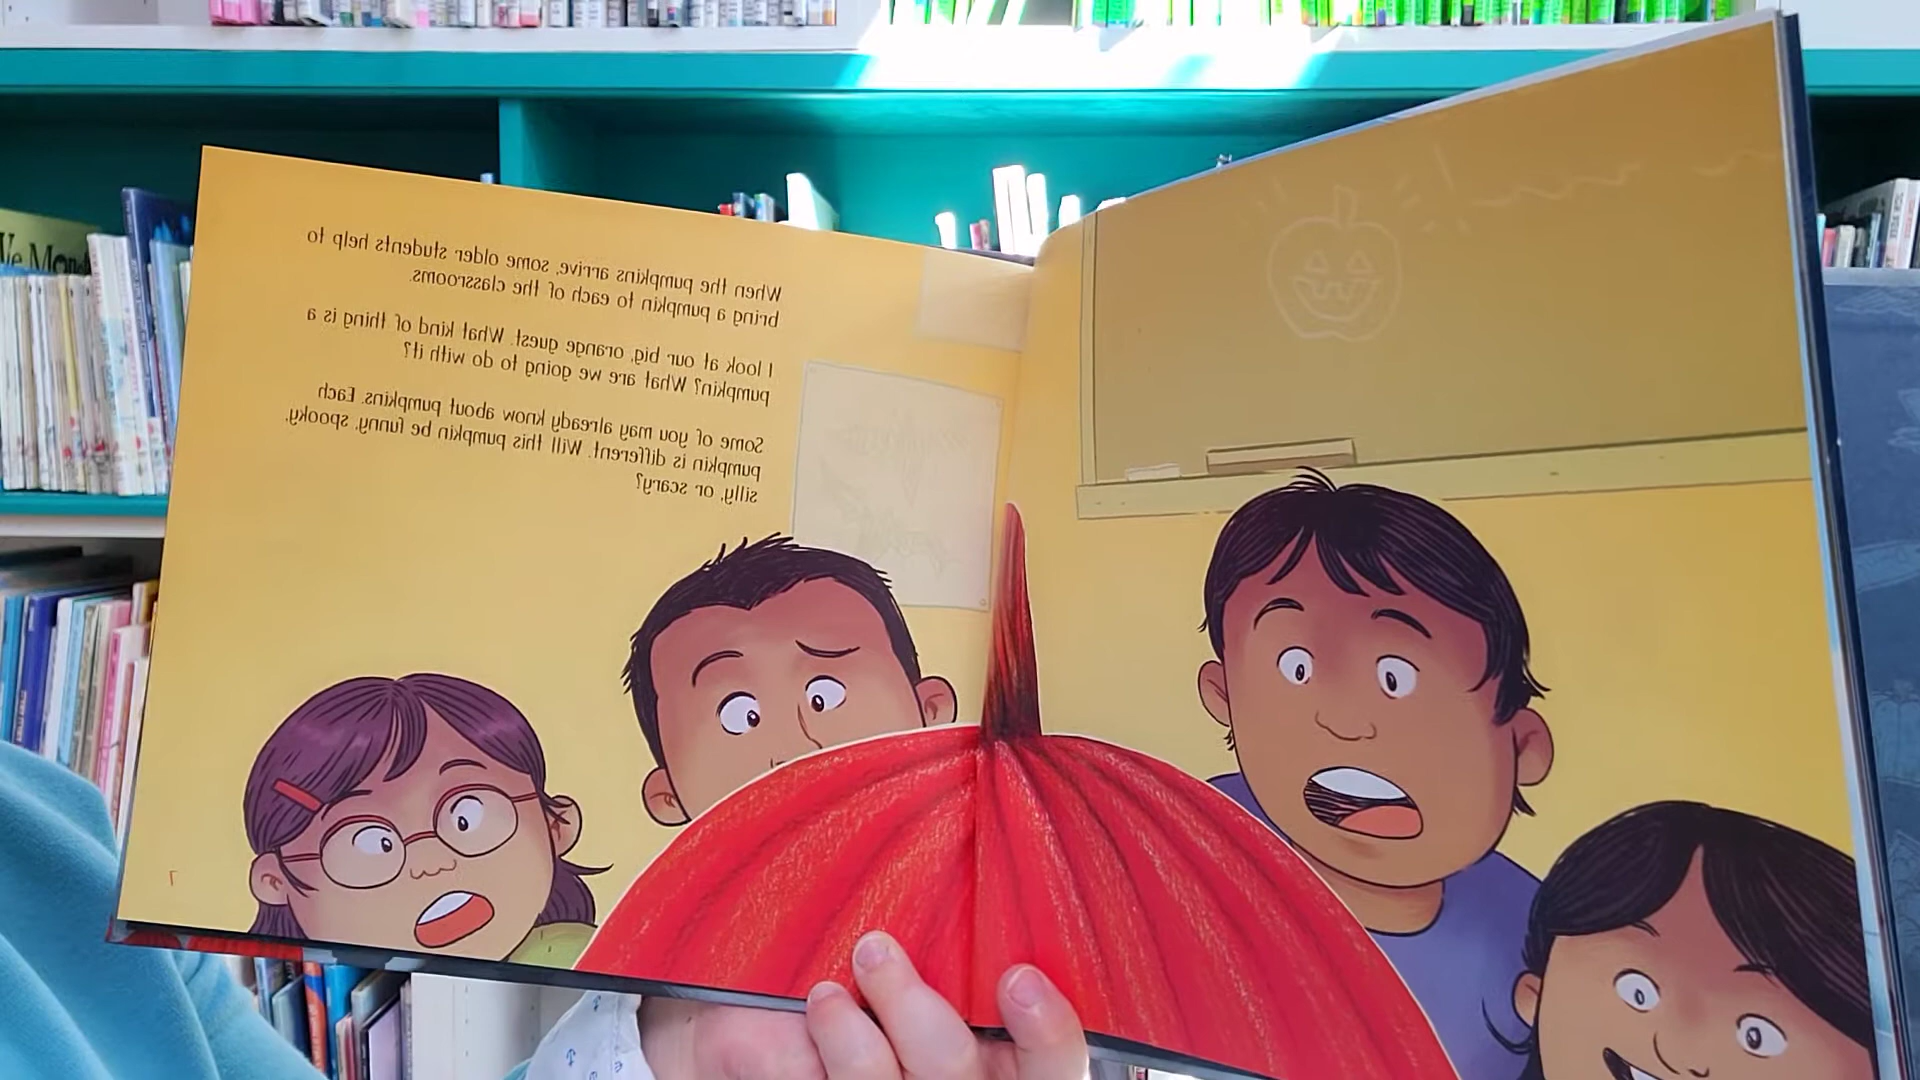 When the pumpkins arrive, some older students help to
bring a pumpkin to each of the classrooms.
I look at our big, orange guest. What kind of thing is a
pumpkin? What are we going to do with it?
Some of you may already know about pumpkins. Each
pumpkin is different. Will this pumpkin be funny, spooky,
silly, or scary?
7